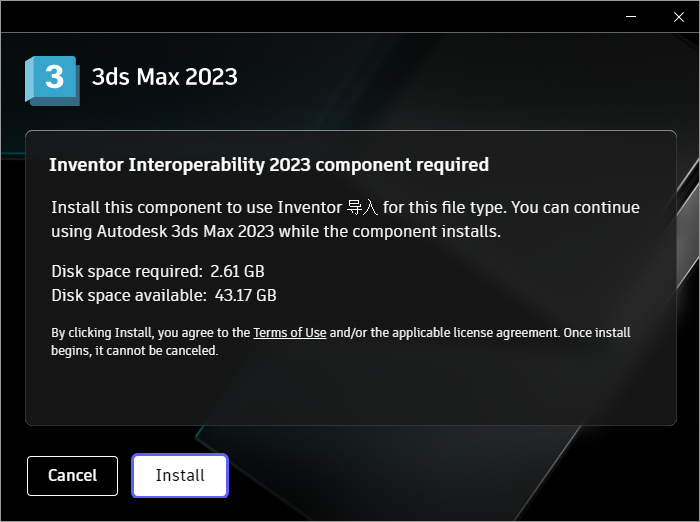 3 3ds Max 2023
Inventor Interoperability 2023 component required
Install this component to use Inventor 导入 for this file type. You can continue
using Autodesk 3ds Max 2023 while the component installs.
Disk space required: 2.61 GB
Disk space available: 43.17 GB
By clicking Install, you agree to the Terms of Use and/or the applicable license agreement. Once install
begins, it cannot be canceled.
Cancel Install